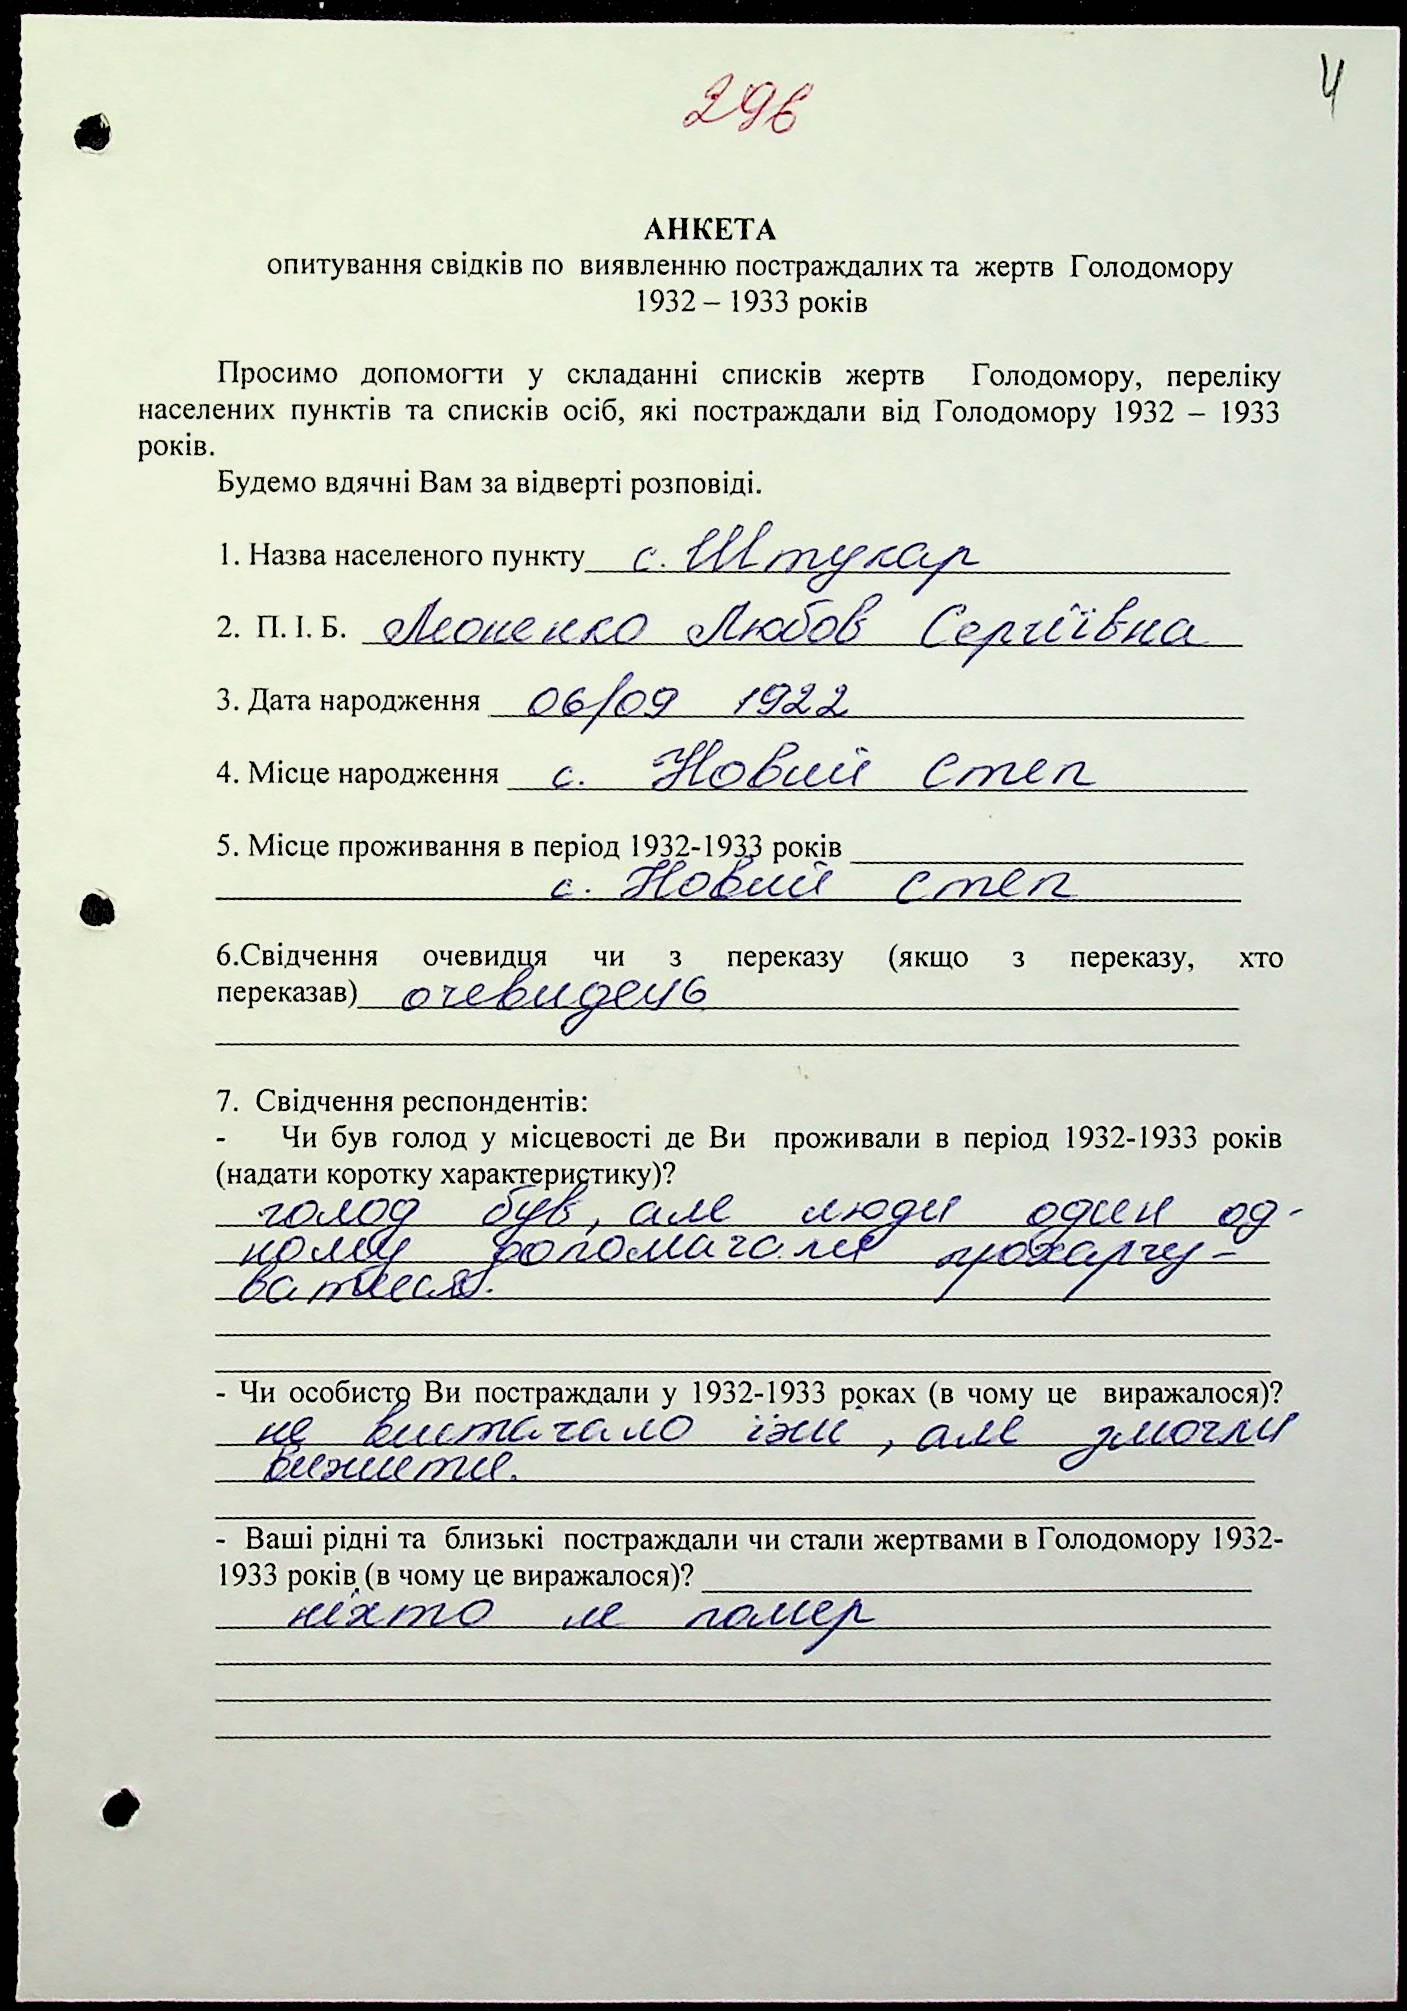 29б
4
АНКЕТА
опитування свідків по виявленню постраждалих та жертв Голодомору
1932 – 1933 років
Просимо допомогти у складанні списків жертв Голодомору, переліку
населених пунктів та списків осіб, які постраждали від Голодомору 1932 – 1933
років.
Будемо вдячні Вам за відверті розповіді.
1. Назва населеного пункту с. Штукар
2. П. І. Б. Любов Сергіївна
3. Дата народження 06/09 1922
4. Місце народження с. Новий Степ
5. Місце проживання в період 1932-1933 років
с. Новий степ
6.Свідчення очевидця чи з переказу (якщо з переказу, хто
переказав) очевидець
7. Свідчення респондентів:
- Чи був голод у місцевості де Ви проживали в період 1932-1933 років
(надати коротку характеристику)?
голод був, але люди один од-
ному допомагали прохарчу-
ватися.
- Чи особисто Ви постраждали у 1932-1933 роках (в чому це виражалося)?
не вистачало їжи, але змогли
вижити.
- Ваші рідні та близькі постраждали чи стали жертвами в Голодомору 1932-
1933 років (в чому це виражалося)?
ніхто не помер